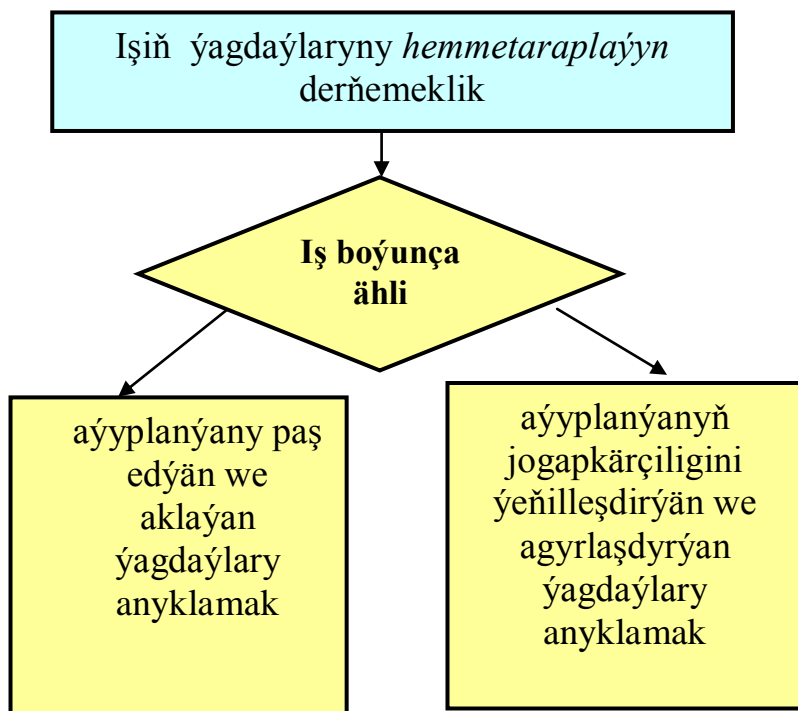 Işiň ýagdaýlaryny hemmetaraplaýyn
derňemeklik
Iş boýunça
ähli
aýyplanýany paş
edýän we
aklaýan
ýagdaýlary
anyklamak
aýyplanýanyň
jogapkärçiligini
ýeňilleşdirýän we
agyrlaşdyrýan
ýagdaýlary
anyklamak